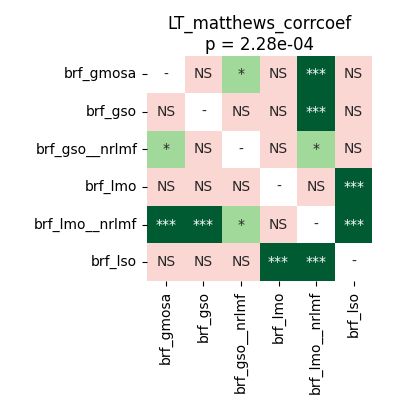 LT_matthews_corrcoef
p = 2.28e-04
brf_gmosa - NS * NS *** NS
brf_gso NS - NS NS *** NS
brf_gso__nrlmf * NS - NS * NS
brf_lmo NS NS NS - NS ***
brf_lmo__nrlmf *** *** * NS - ***
brf_lso NS NS NS *** *** -
brf_gmosa
brf_gso
brf_gso__nrlmf
brf_lmo
brf_lmo__nrlmf
brf_lso